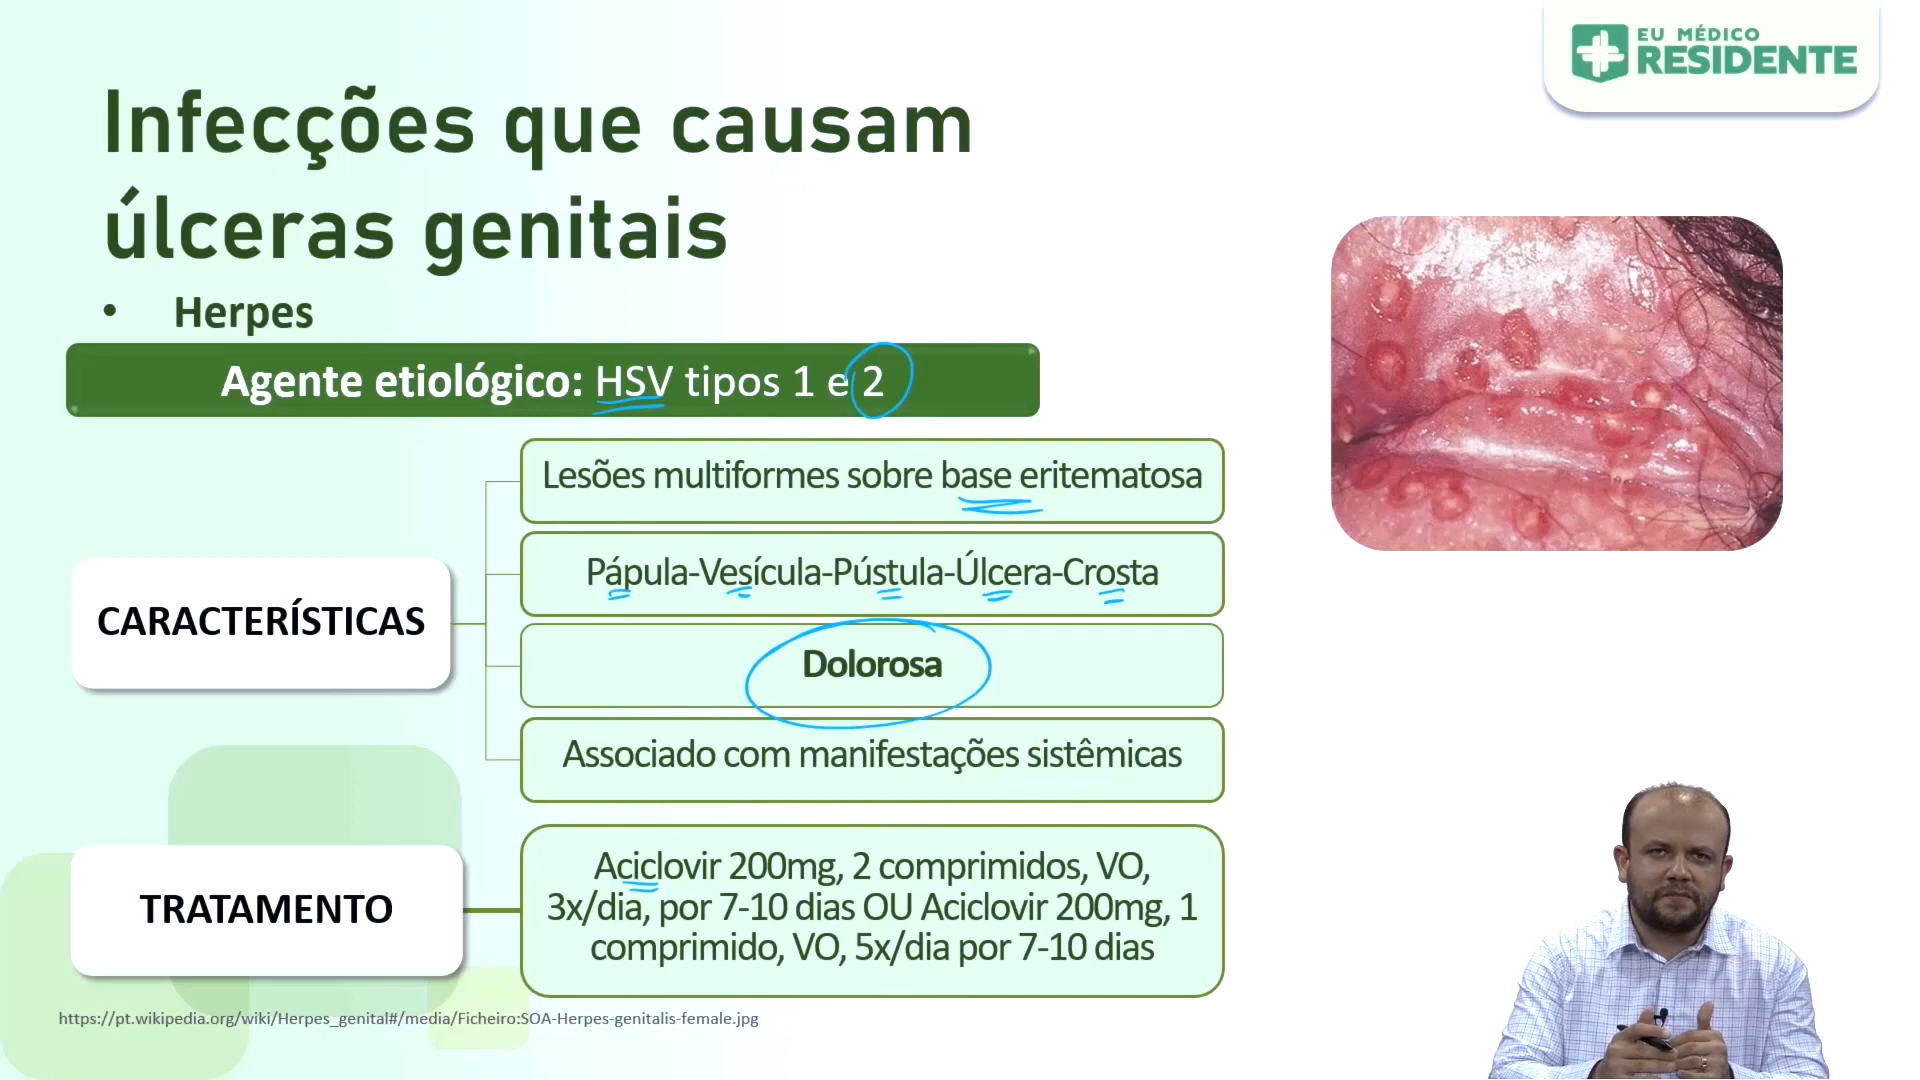 EU MÉDICO
RESIDENTE
Infecções que causam
úlceras genitais
• Herpes
Agente etiológico: HSV tipos 1 e 2
Lesões multiformes sobre base eritematosa
Pápula-Vesícula-Pústula-Úlcera-Crosta
CARACTERÍSTICAS
Dolorosa
Associado com manifestações sistêmicas
TRATAMENTO
Aciclovir 200mg, 2 comprimidos, VO,
3x/dia, por 7-10 dias OU Aciclovir 200mg, 1
comprimido, VO, 5x/dia por 7-10 dias
https://pt.wikipedia.org/wiki/Herpes_genital#/media/Ficheiro:SOA-Herpes-genitalis-female.jpg